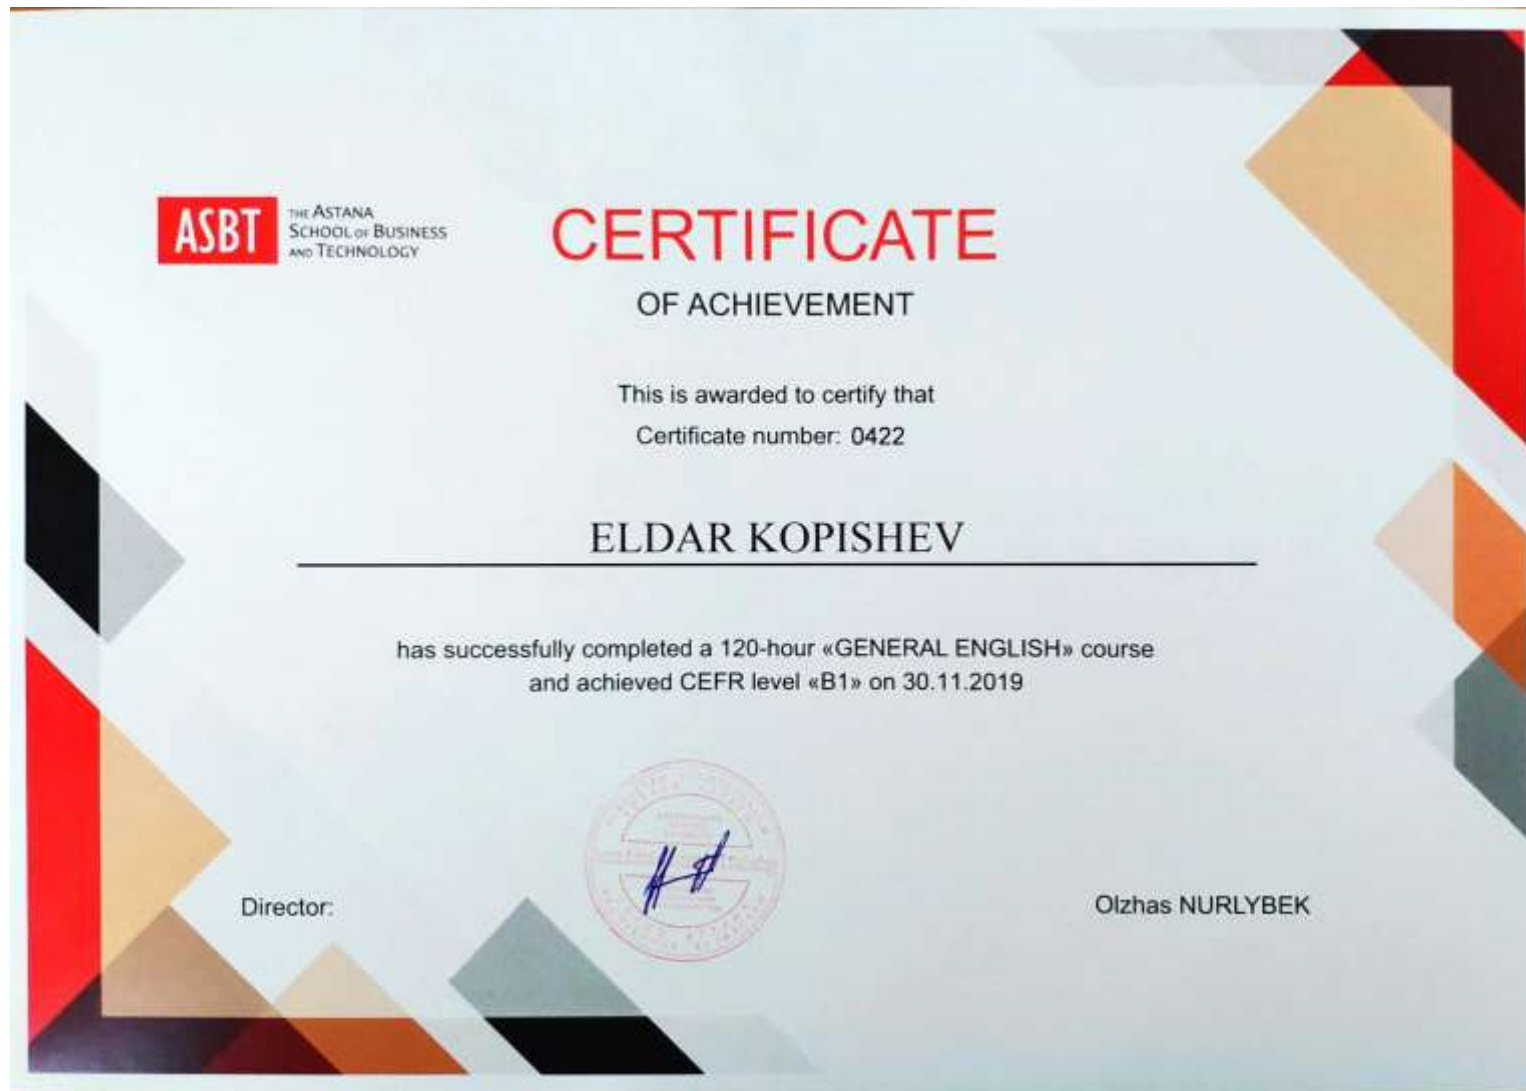 ASBT
THE ASTANA
SCHOOL OF BUSINESS
AND TECHNOLOGY
CERTIFICATE
OF ACHIEVEMENT
This is awarded to certify that
Certificate number: 0422
ELDAR KOPISHEV
has successfully completed a 120-hour «GENERAL ENGLISH» course
and achieved CEFR level «B1» on 30.11.2019
Director:
Olzhas NURLYBEK